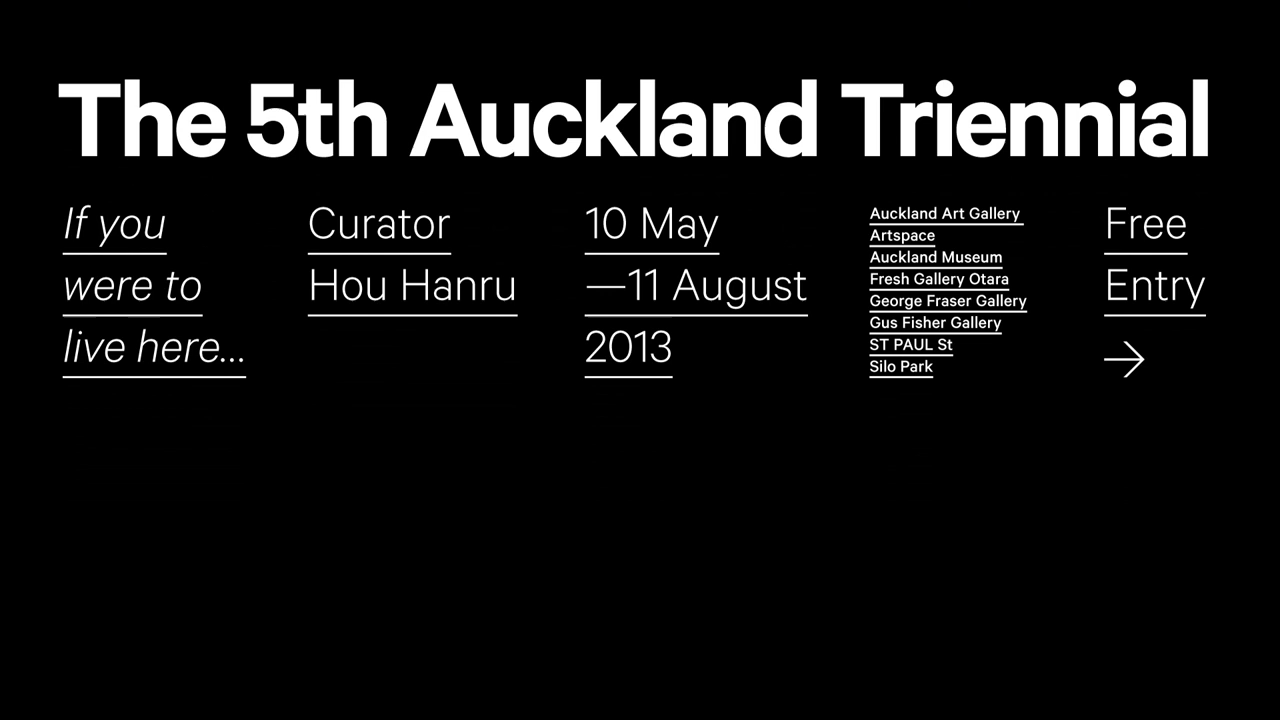 The 5th Auckland Triennial
If you
were to
live here...
Curator
Hou Hanru
10 May
—11 August
2013
Auckland Art Gallery
Artspace
Auckland Museum
Fresh Gallery Otara
George Fraser Gallery
Gus Fisher Gallery
ST PAUL St
Silo Park
Free
Entry
→